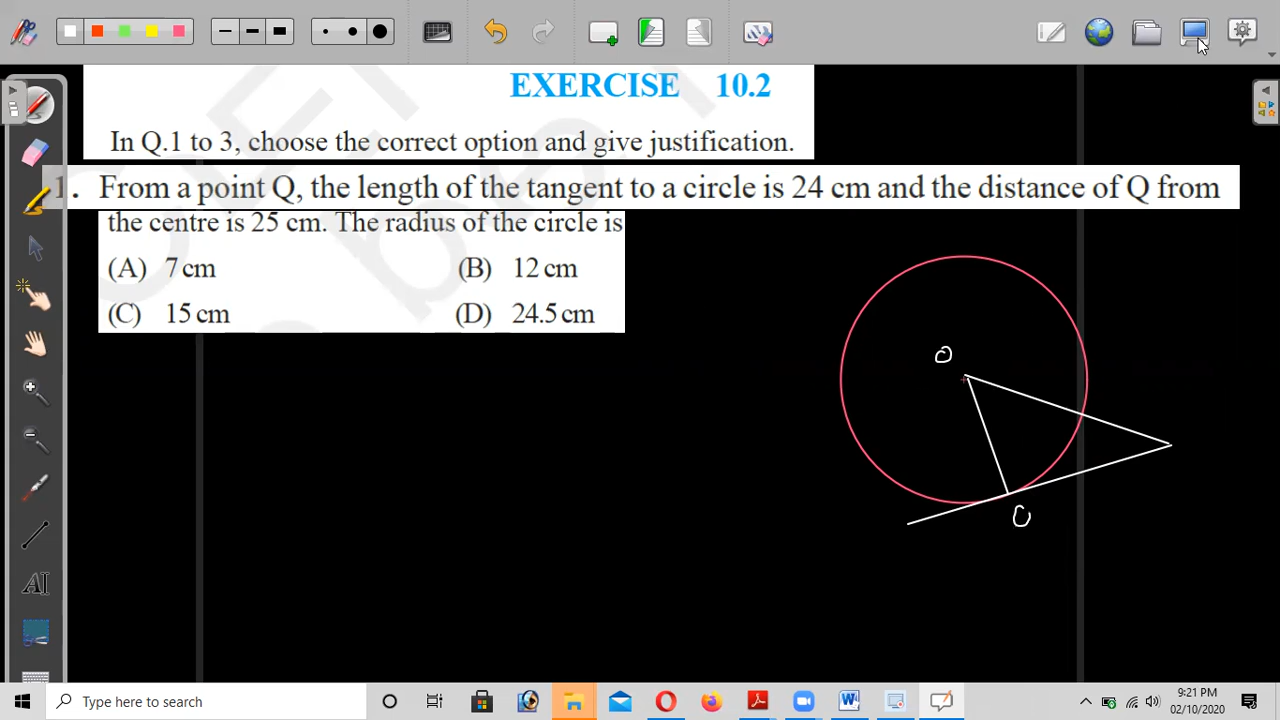 EXERCISE 10.2
In Q.1 to 3, choose the correct option and give justification.
1. From a point Q, the length of the tangent to a circle is 24 cm and the distance of Q from
the centre is 25 cm. The radius of the circle is
(A) 7 cm (B) 12 cm
(C) 15 cm (D) 24.5 cm
O
O
AI
Type here to search
9:21 PM
02/10/2020